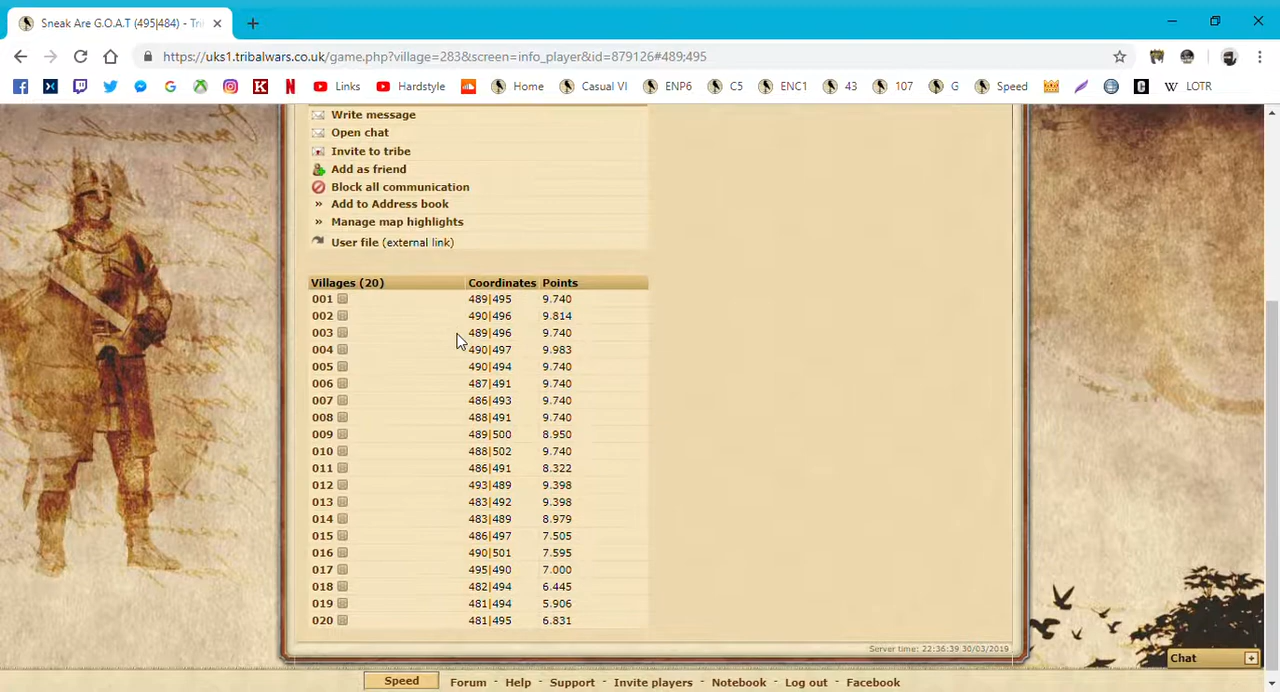 Sneak Are G.O.A.T (495|484) - Tri
https://uks1.tribalwars.co.uk/game.php?village=283&screen=info_player&id=879126#489;495
Links Hardstyle Home Casual VI ENP6 C5 ENC1 43 107 G Speed LOTR
Write message
Open chat
Invite to tribe
Add as friend
Block all communication
» Add to Address book
» Manage map highlights
User file (external link)
Villages (20) Coordinates Points
001 489|495 9.740
002 490|496 9.814
003 489|496 9.740
004 490|497 9.983
005 490|494 9.740
006 487|491 9.740
007 486|493 9.740
008 488|491 9.740
009 489|500 8.950
010 488|502 9.740
011 486|491 8.322
012 493|489 9.398
013 483|492 9.398
014 483|489 8.979
015 486|497 7.505
016 490|501 7.595
017 495|490 7.000
018 482|494 6.445
019 481|494 5.906
020 481|495 6.831
Server time: 22:36:39 30/03/2019
Chat
Speed Forum - Help - Support - Invite players - Notebook - Log out - Facebook